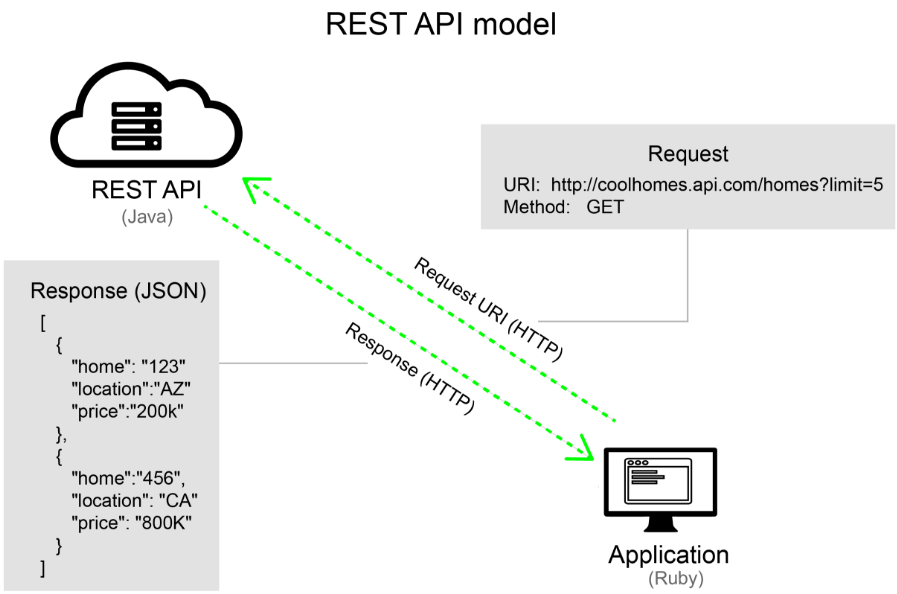 REST API model
REST API
(Java)
Request
URI: http://coolhomes.api.com/homes?limit=5
Method: GET
Request URI (HTTP)
Response (HTTP)
Response (JSON)
[
{
"home": "123"
"location":"AZ"
"price":"200k"
},
{
"home":"456",
"location": "CA"
"price": "800K"
}
]
Application
(Ruby)